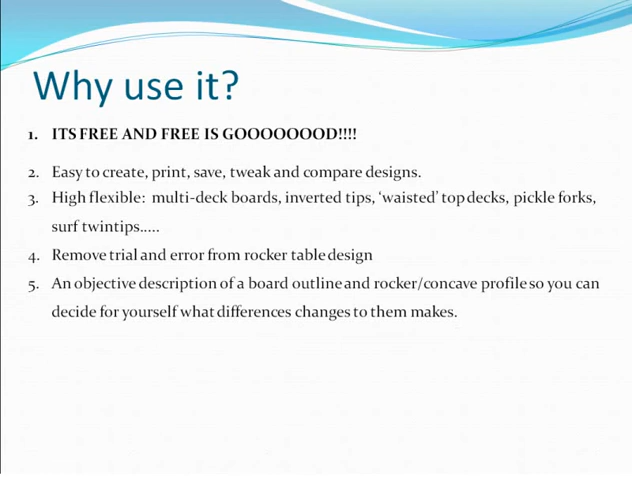 Why use it?
1. ITS FREE AND FREE IS GOOOOOOOD!!!!
2. Easy to create, print, save, tweak and compare designs.
3. High flexible: multi-deck boards, inverted tips, ‘waisted’ top decks, pickle forks,
surf twintips.....
4. Remove trial and error from rocker table design
5. An objective description of a board outline and rocker/concave profile so you can
decide for yourself what differences changes to them makes.